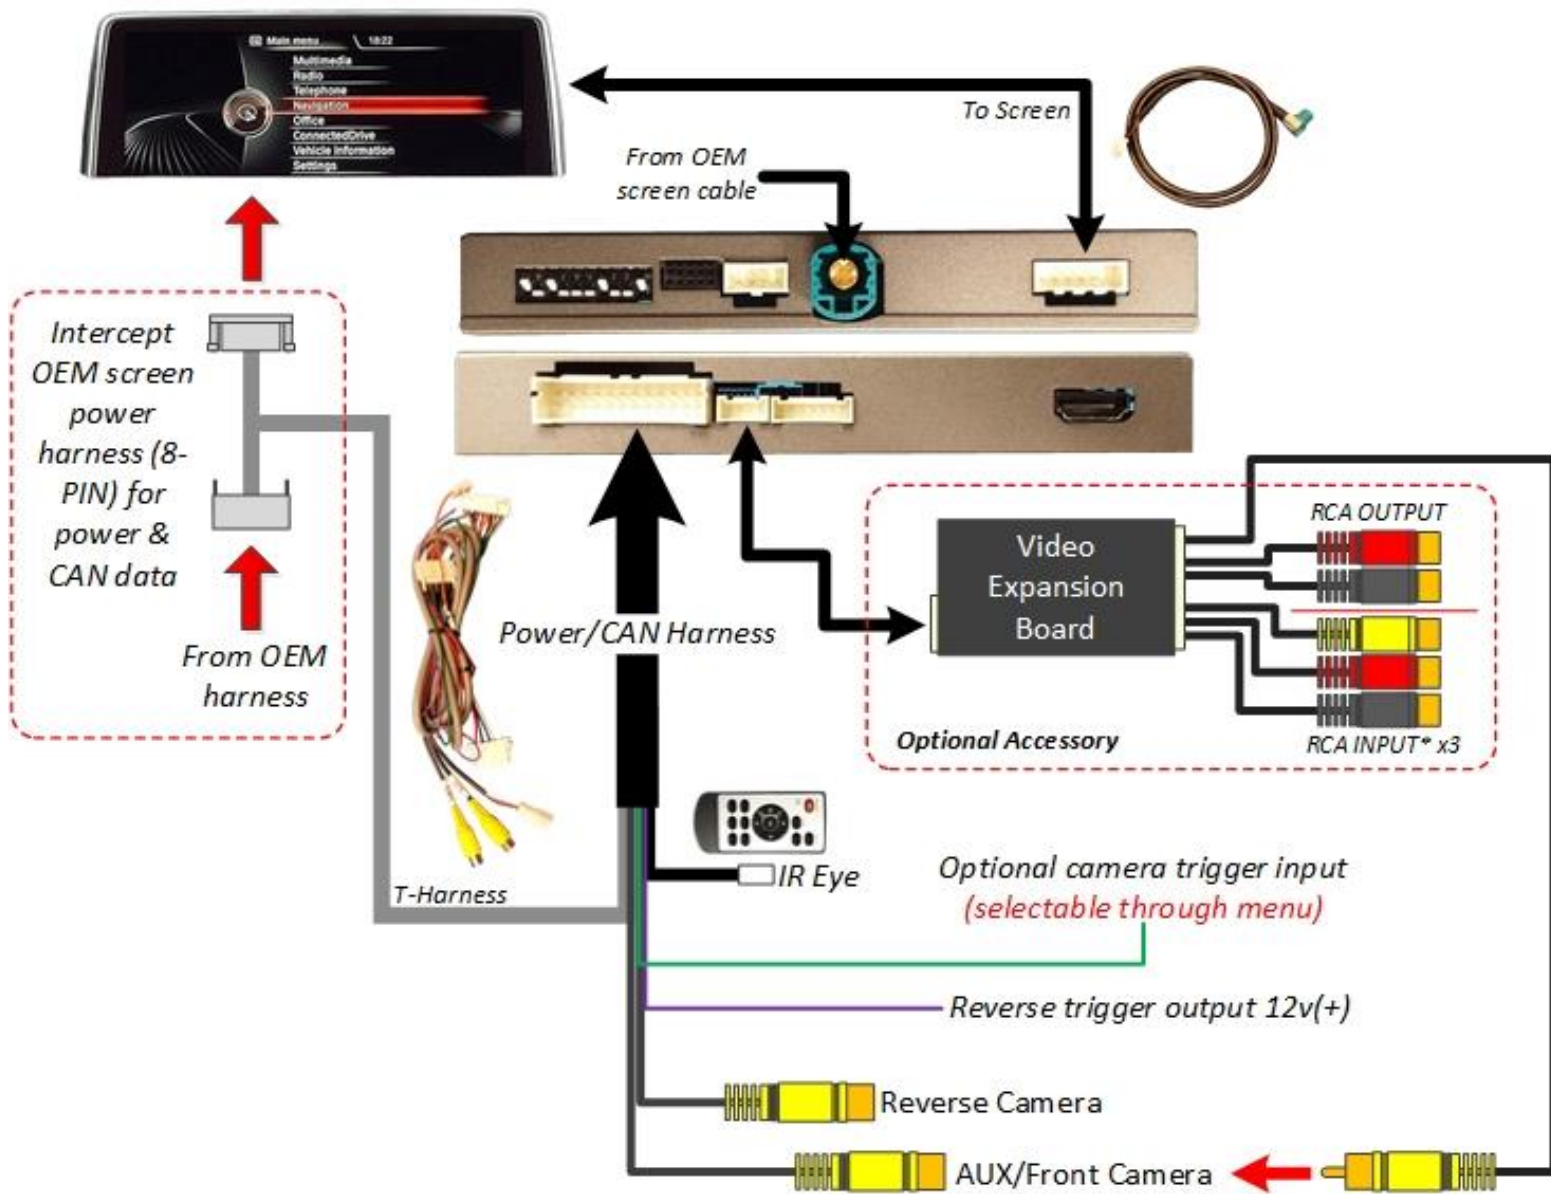 Main menu
18:22
Multimedia
Radio
Telephone
Navigation
Office
ConnectedDrive
Vehicle information
Settings
To Screen
From OEM
screen cable
Intercept
OEM screen
power
harness (8-
PIN) for
power &
CAN data
From OEM
harness
Power/CAN Harness
Video
Expansion
Board
RCA OUTPUT
RCA INPUT* x3
Optional Accessory
IR Eye
T-Harness
Optional camera trigger input
(selectable through menu)
Reverse trigger output 12v(+)
Reverse Camera
AUX/Front Camera